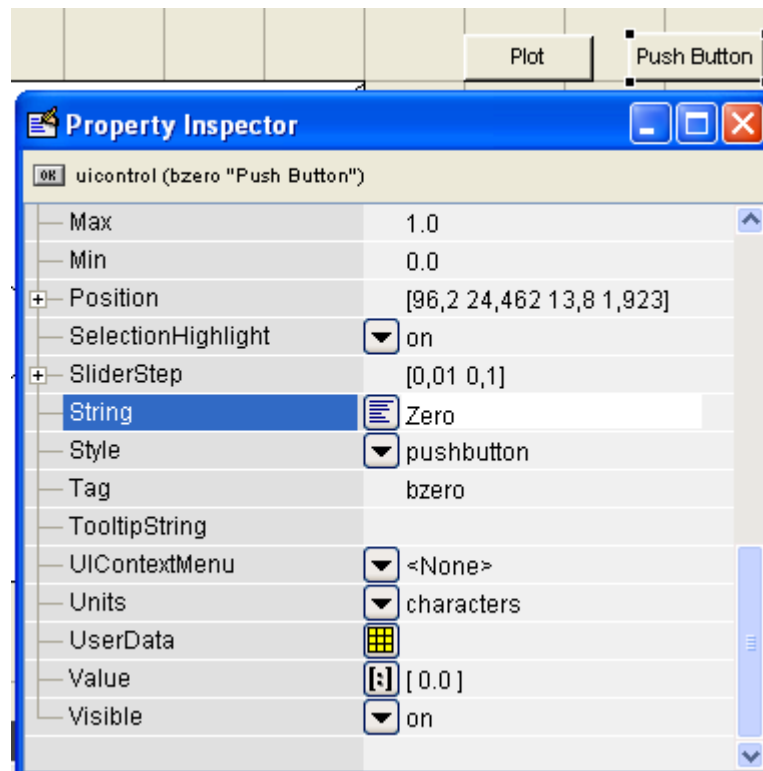 Plot Push Button
Property Inspector
OK uicontrol (bzero "Push Button")
Max 1.0
Min 0.0
Position [96,2 24,462 13,8 1,923]
SelectionHighlight on
SliderStep [0,01 0,1]
String Zero
Style pushbutton
Tag bzero
TooltipString
UIContextMenu <None>
Units characters
UserData
Value [:] [ 0.0 ]
Visible on